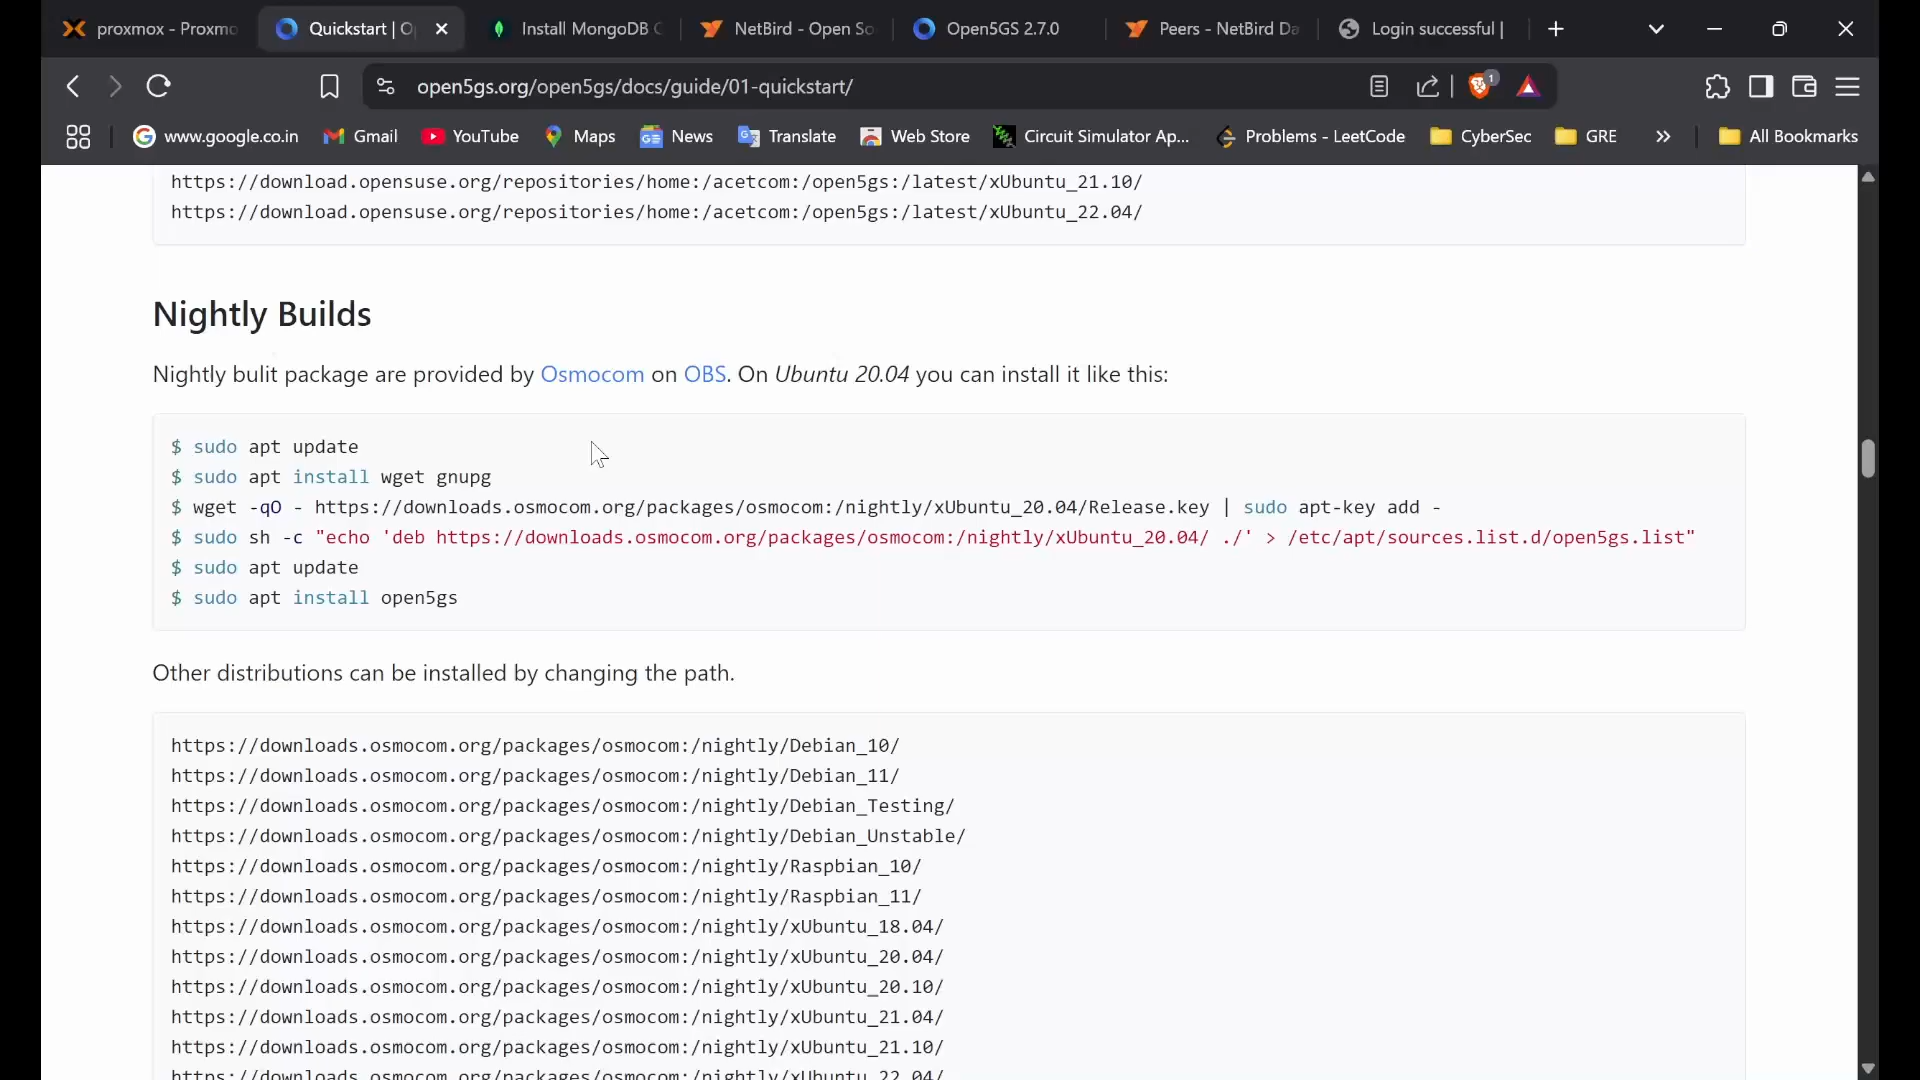 proxmox - Proxmo
Quickstart | O
Install MongoDB C
NetBird - Open So
Open5GS 2.7.0
Peers - NetBird Da
Login successful |
open5gs.org/open5gs/docs/guide/01-quickstart/
1
www.google.co.in
Gmail
YouTube
Maps
News
Translate
Web Store
Circuit Simulator Ap...
Problems - LeetCode
CyberSec
GRE
All Bookmarks
https://download.opensuse.org/repositories/home:/acetcom:/open5gs:/latest/xUbuntu_21.10/
https://download.opensuse.org/repositories/home:/acetcom:/open5gs:/latest/xUbuntu_22.04/
Nightly Builds
Nightly bulit package are provided by Osmocom on OBS. On Ubuntu 20.04 you can install it like this:
$ sudo apt update
$ sudo apt install wget gnupg
$ wget -qO - https://downloads.osmocom.org/packages/osmocom:/nightly/xUbuntu_20.04/Release.key | sudo apt-key add -
$ sudo sh -c "echo 'deb https://downloads.osmocom.org/packages/osmocom:/nightly/xUbuntu_20.04/ ./' > /etc/apt/sources.list.d/open5gs.list"
$ sudo apt update
$ sudo apt install open5gs
Other distributions can be installed by changing the path.
https://downloads.osmocom.org/packages/osmocom:/nightly/Debian_10/
https://downloads.osmocom.org/packages/osmocom:/nightly/Debian_11/
https://downloads.osmocom.org/packages/osmocom:/nightly/Debian_Testing/
https://downloads.osmocom.org/packages/osmocom:/nightly/Debian_Unstable/
https://downloads.osmocom.org/packages/osmocom:/nightly/Raspbian_10/
https://downloads.osmocom.org/packages/osmocom:/nightly/Raspbian_11/
https://downloads.osmocom.org/packages/osmocom:/nightly/xUbuntu_18.04/
https://downloads.osmocom.org/packages/osmocom:/nightly/xUbuntu_20.04/
https://downloads.osmocom.org/packages/osmocom:/nightly/xUbuntu_20.10/
https://downloads.osmocom.org/packages/osmocom:/nightly/xUbuntu_21.04/
https://downloads.osmocom.org/packages/osmocom:/nightly/xUbuntu_21.10/
https://downloads.osmocom.org/packages/osmocom:/nightly/xUbuntu_22.04/